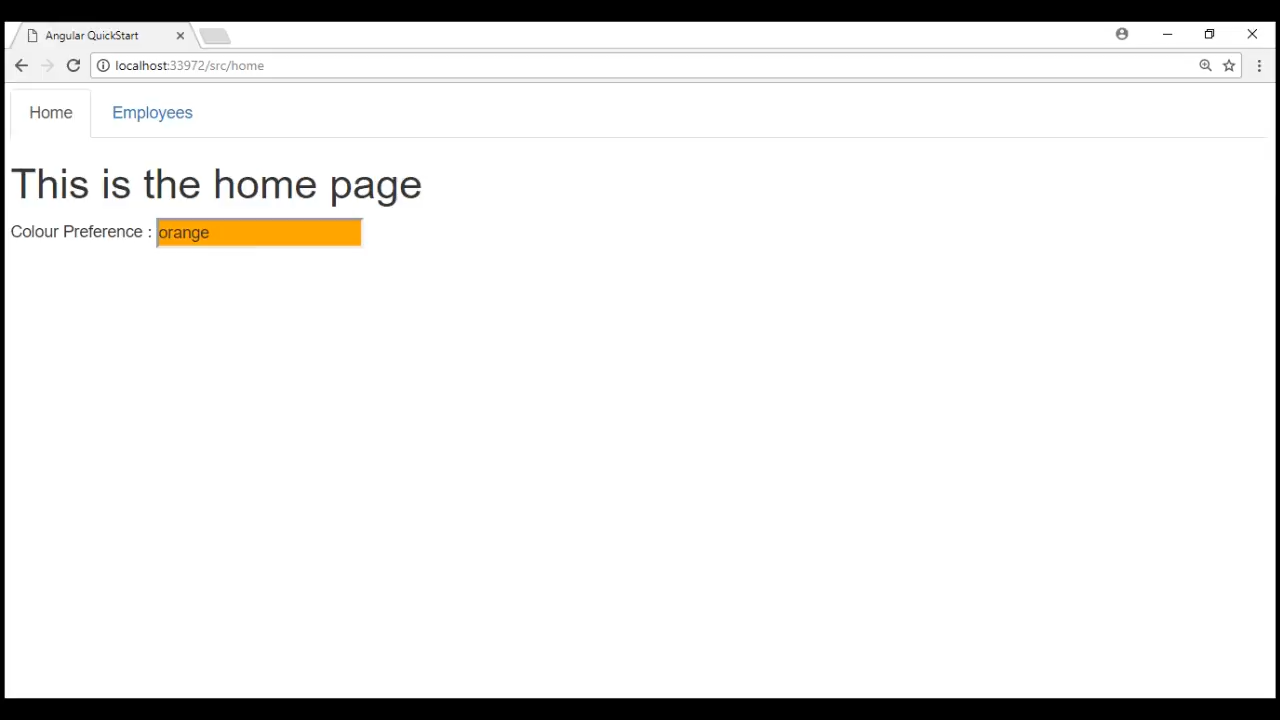 Angular QuickStart
localhost:33972/src/home
Home Employees
This is the home page
Colour Preference : orange